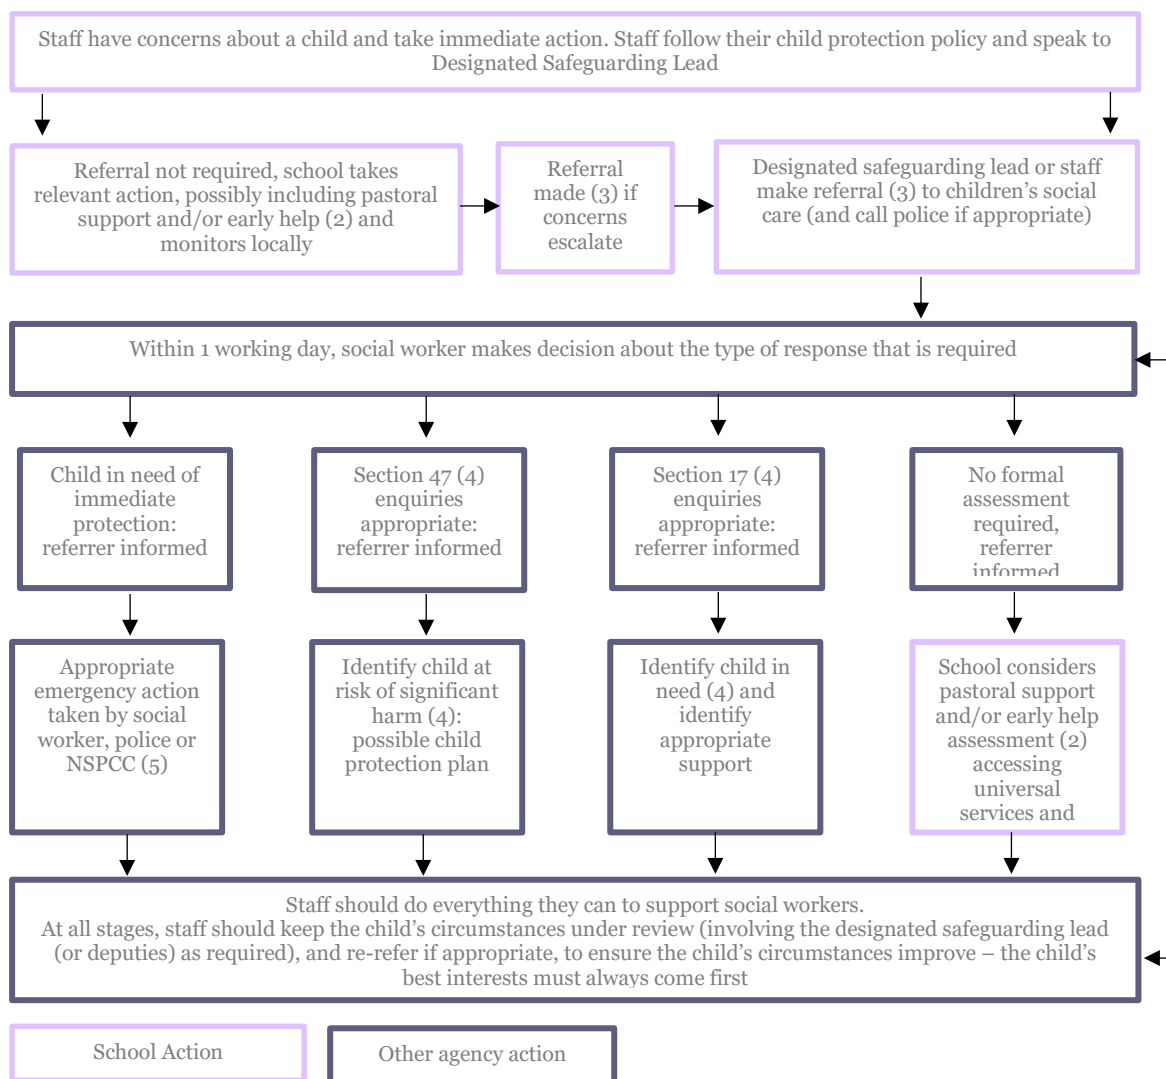 Staff have concerns about a child and take immediate action. Staff follow their child protection policy and speak to
Designated Safeguarding Lead
Referral not required, school takes
relevant action, possibly including pastoral
support and/or early help (2) and
monitors locally
Referral
made (3) if
concerns
escalate
Designated safeguarding lead or staff
make referral (3) to children’s social
care (and call police if appropriate)
Within 1 working day, social worker makes decision about the type of response that is required
Child in need of
immediate
protection:
referrer informed
Section 47 (4)
enquiries
appropriate:
referrer informed
Section 17 (4)
enquiries
appropriate:
referrer informed
No formal
assessment
required,
referrer
informed
Appropriate
emergency action
taken by social
worker, police or
NSPCC (5)
Identify child at
risk of significant
harm (4):
possible child
protection plan
Identify child in
need (4) and
identify
appropriate
support
School considers
pastoral support
and/or early help
assessment (2)
accessing
universal
services and
Staff should do everything they can to support social workers.
At all stages, staff should keep the child’s circumstances under review (involving the designated safeguarding lead
(or deputies) as required), and re-refer if appropriate, to ensure the child’s circumstances improve – the child’s
best interests must always come first
School Action
Other agency action